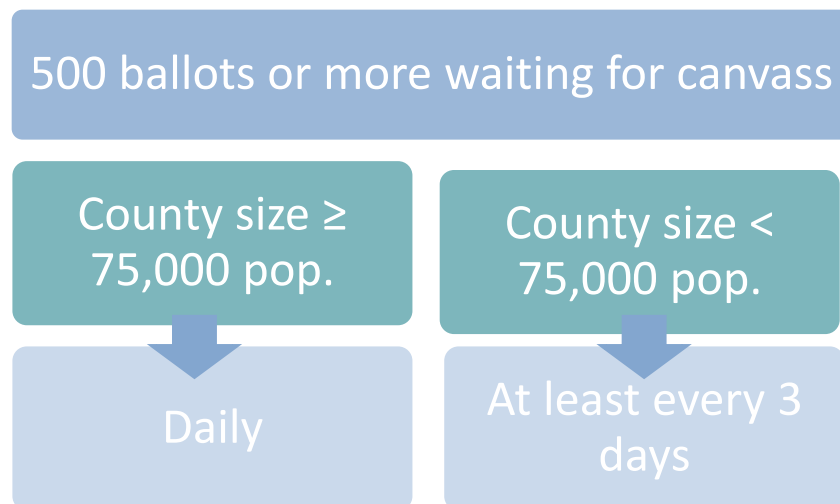 500 ballots or more waiting for canvass
County size ≥
75,000 pop.
County size <
75,000 pop.
Daily
At least every 3
days